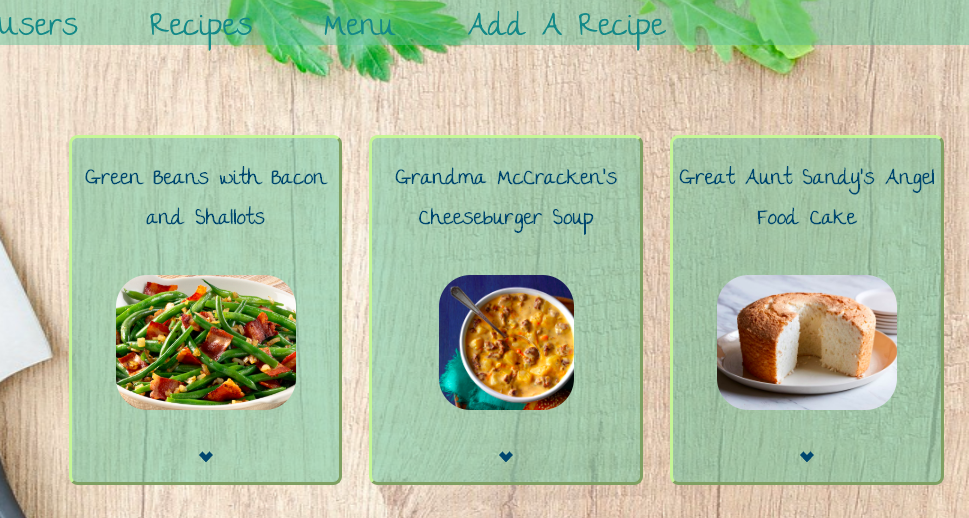 users Recipes Menu Add A Recipe
Green Beans with Bacon
and Shallots
Grandma McCracken's
Cheeseburger Soup
Great Aunt Sandy's Angel
Food Cake